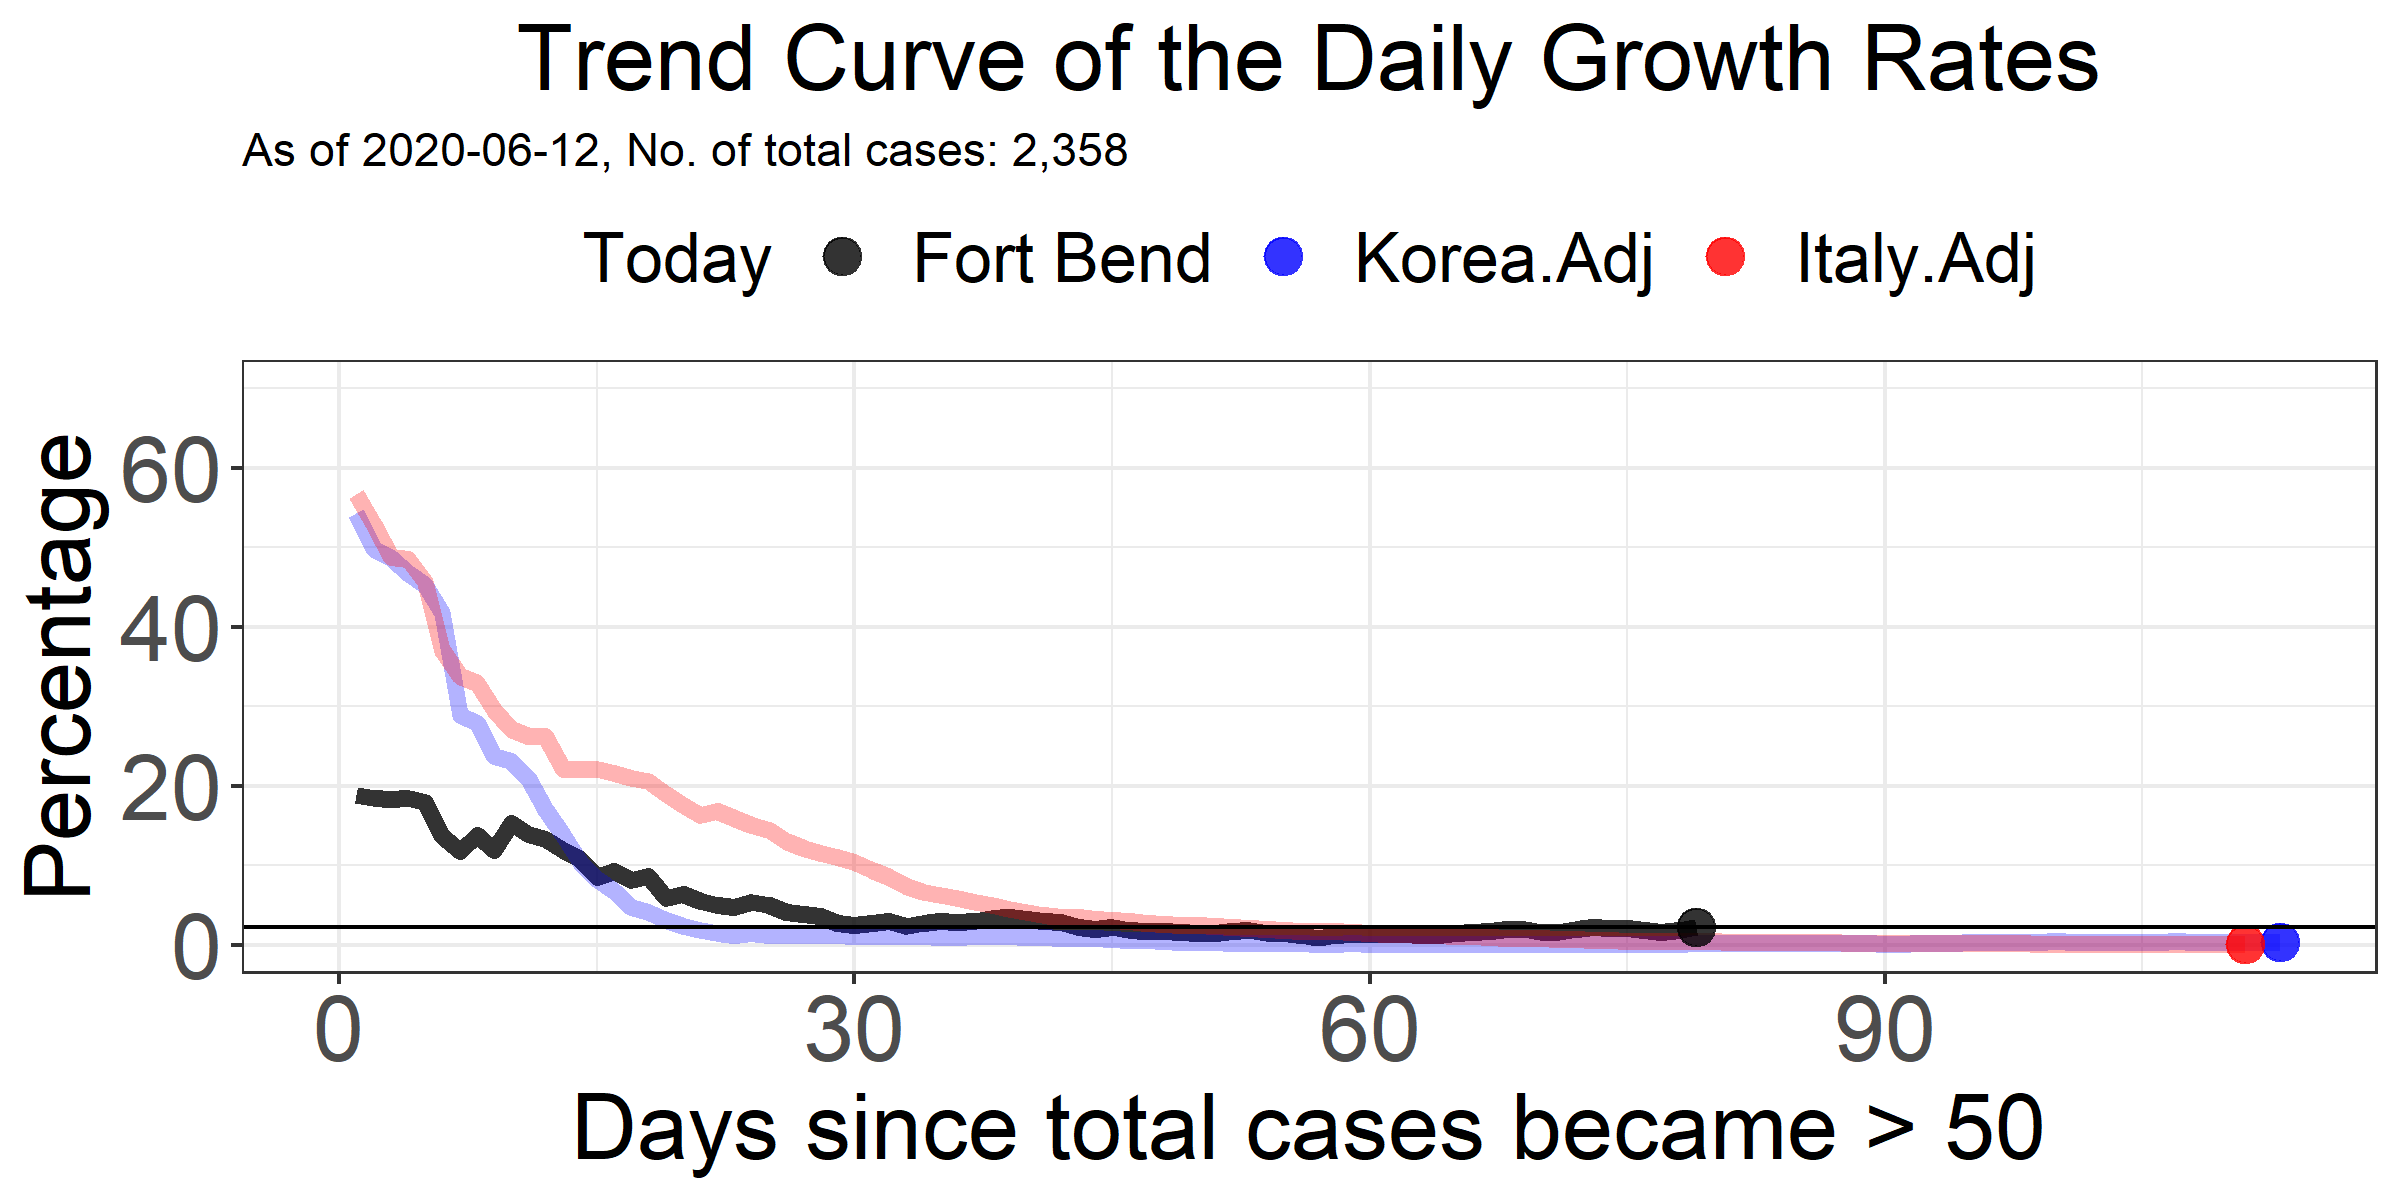 Trend Curve of the Daily Growth Rates
As of 2020-06-12, No. of total cases: 2,358
Today Fort Bend Korea.Adj Italy.Adj
Percentage
60
40
20
0
0 30 60 90
Days since total cases became > 50